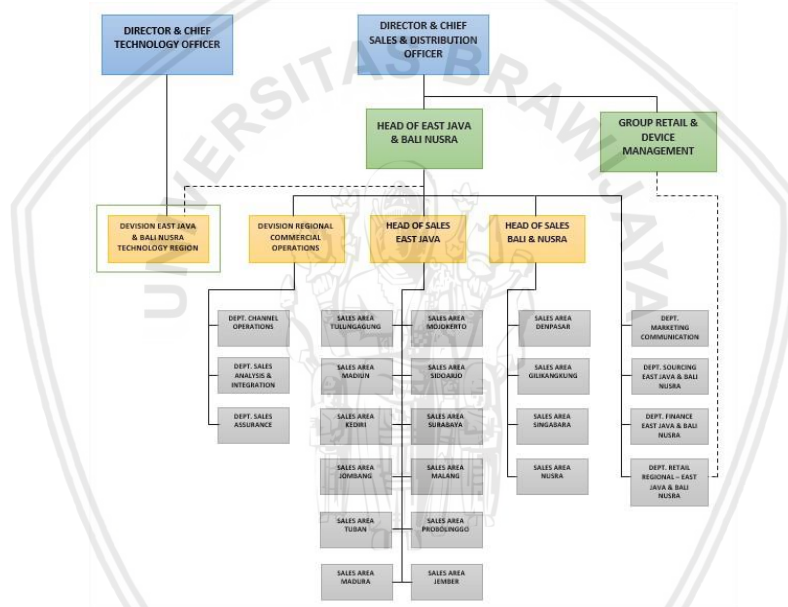 DIRECTOR & CHIEF
TECHNOLOGY OFFICER
DIRECTOR & CHIEF
SALES & DISTRIBUTION
OFFICER
UNIVERSITAS BRAWIJAYA
HEAD OF EAST JAVA
& BALI NUSRA
GROUP RETAIL &
DEVICE
MANAGEMENT
DEVISION EAST JAVA
& BALI NUSRA
TECHNOLOGY REGION
DEVISION REGIONAL
COMMERCIAL
OPERATIONS
HEAD OF SALES
EAST JAVA
HEAD OF SALES
BALI & NUSRA
DEPT. CHANNEL
OPERATIONS
DEPT. SALES
ANALYSIS &
INTEGRATION
DEPT. SALES
ASSURANCE
SALES AREA
TULUNGAGUNG
SALES AREA
MADIUN
SALES AREA
KEDIRI
SALES AREA
JOMBANG
SALES AREA
TUBAN
SALES AREA
MADURA
SALES AREA
MOJOKERTO
SALES AREA
SIDOARJO
SALES AREA
SURABAYA
SALES AREA
MALANG
SALES AREA
PROBOLINGGO
SALES AREA
JEMBER
SALES AREA
DENPASAR
SALES AREA
GILIKANGKUNG
SALES AREA
SINGABARA
SALES AREA
NUSRA
DEPT.
MARKETING
COMMUNICATION
DEPT. SOURCING
EAST JAVA & BALI
NUSRA
DEPT. FINANCE
EAST JAVA & BALI
NUSRA
DEPT. RETAIL
REGIONAL – EAST
JAVA & BALI
NUSRA